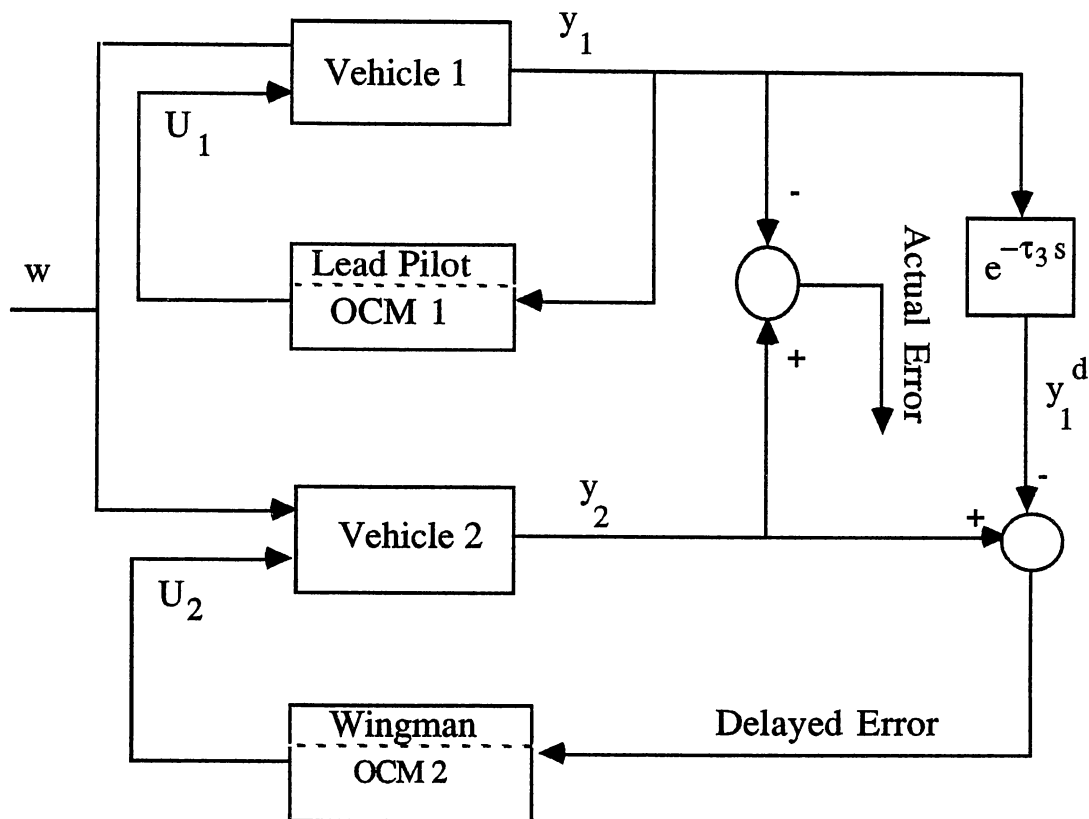 y₁
Vehicle 1
U₁
-
Actual Error
e^{-τ₃s}
w
Lead Pilot
OCM 1
+
y₁ᵈ
-
y₂
Vehicle 2
+
U₂
Wingman
OCM 2
Delayed Error